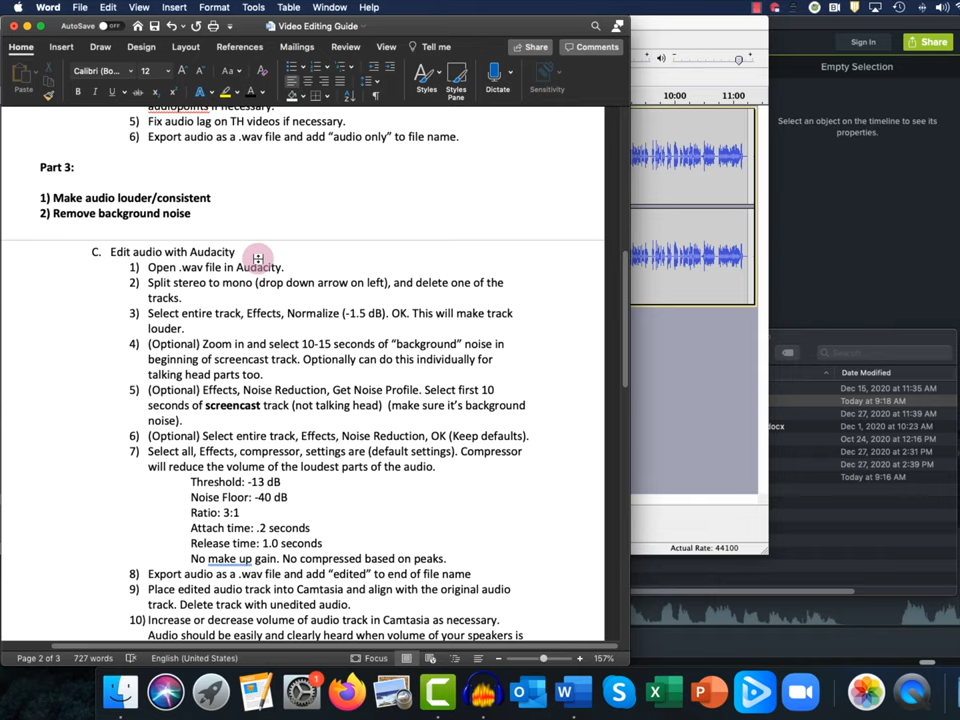 Word File Edit View Insert Format Tools Table Window Help
AutoSave OFF Video Editing Guide
Home Insert Draw Design Layout References Mailings Review View Tell me Share Comments
Sign In Share
Empty Selection
Select an object on the timeline to see its
properties.
Paste Calibri (Bo... 12 Aa Styles Styles Pane Dictate Sensitivity
10:00 11:00
audiopoints if necessary.
5) Fix audio lag on TH videos if necessary.
6) Export audio as a .wav file and add “audio only” to file name.
Part 3:
1) Make audio louder/consistent
2) Remove background noise
C. Edit audio with Audacity
1) Open .wav file in Audacity.
2) Split stereo to mono (drop down arrow on left), and delete one of the
tracks.
3) Select entire track, Effects, Normalize (-1.5 dB). OK. This will make track
louder.
4) (Optional) Zoom in and select 10-15 seconds of “background” noise in
beginning of screencast track. Optionally can do this individually for
talking head parts too.
5) (Optional) Effects, Noise Reduction, Get Noise Profile. Select first 10
seconds of screencast track (not talking head) (make sure it’s background
noise).
6) (Optional) Select entire track, Effects, Noise Reduction, OK (Keep defaults).
7) Select all, Effects, compressor, settings are (default settings). Compressor
will reduce the volume of the loudest parts of the audio.
Threshold: -13 dB
Noise Floor: -40 dB
Ratio: 3:1
Attach time: .2 seconds
Release time: 1.0 seconds
No make up gain. No compressed based on peaks.
8) Export audio as a .wav file and add “edited” to end of file name
9) Place edited audio track into Camtasia and align with the original audio
track. Delete track with unedited audio.
10) Increase or decrease volume of audio track in Camtasia as necessary.
Audio should be easily and clearly heard when volume of your speakers is
Search
Date Modified
Dec 15, 2020 at 11:35 AM
Today at 9:18 AM
Dec 27, 2020 at 11:39 AM
docx Dec 1, 2020 at 10:23 AM
Oct 24, 2020 at 12:16 PM
Dec 27, 2020 at 2:31 PM
Dec 27, 2020 at 2:39 PM
Today at 9:16 AM
Actual Rate: 44100
Page 2 of 3 727 words English (United States) Focus 157%